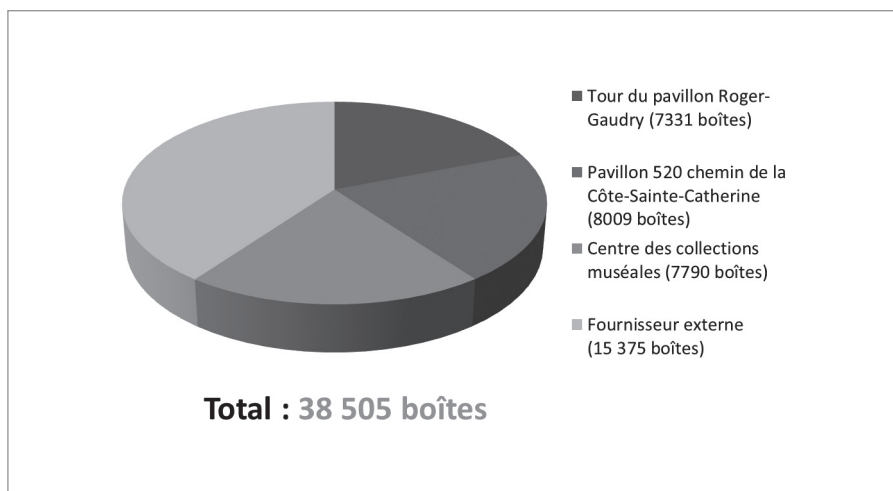 Tour du pavillon Roger-
Gaudry (7331 boîtes)
Pavillon 520 chemin de la
Côte-Sainte-Catherine
(8009 boîtes)
Centre des collections
muséales (7790 boîtes)
Fournisseur externe
(15 375 boîtes)
Total : 38 505 boîtes